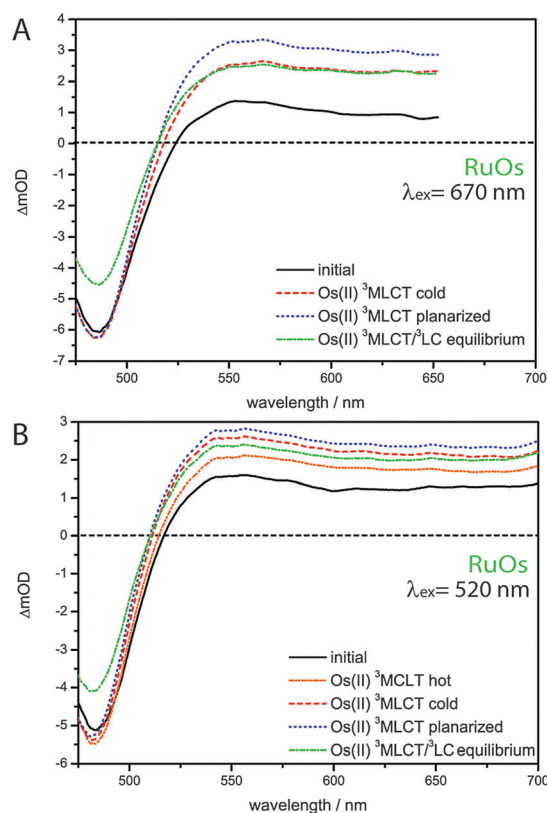 A
4
3
2
1
0
-1
-2
-3
-4
-5
-6
-7
ΔmOD
RuOs
λex= 670 nm
initial
Os(II) ³MLCT cold
Os(II) ³MLCT planarized
Os(II) ³MLCT/³LC equilibrium
500 550 600 650 700
wavelength / nm
B
3
2
1
0
-1
-2
-3
-4
-5
-6
ΔmOD
RuOs
λex= 520 nm
initial
Os(II) ³MCLT hot
Os(II) ³MLCT cold
Os(II) ³MLCT planarized
Os(II) ³MLCT/³LC equilibrium
500 550 600 650 700
wavelength / nm